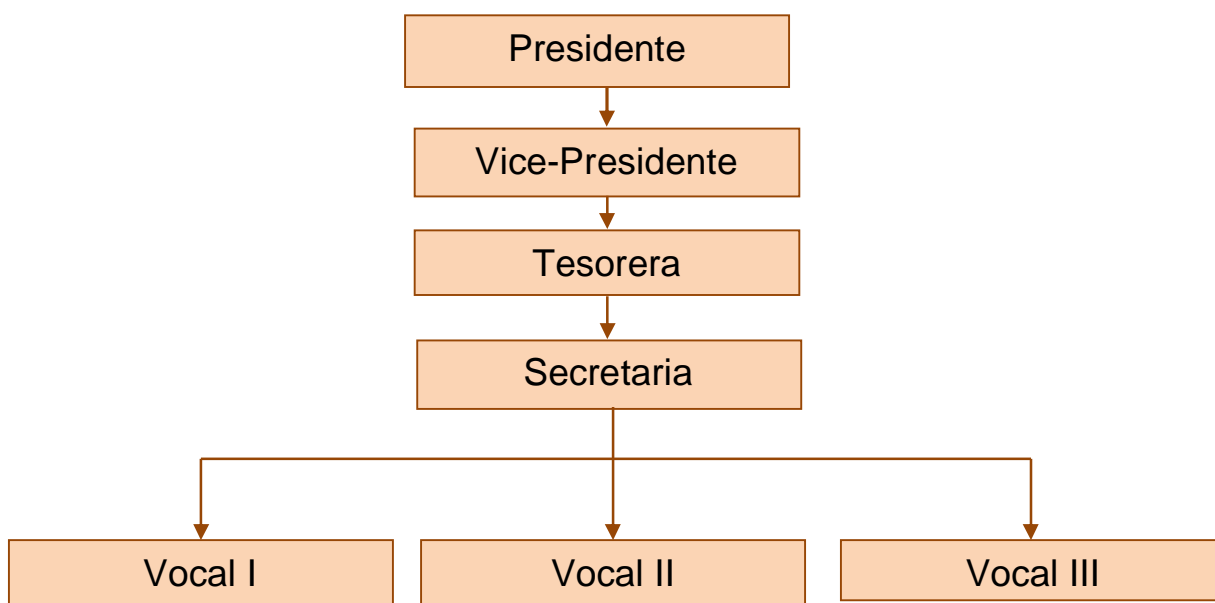 Presidente
Vice-Presidente
Tesorera
Secretaria
Vocal I
Vocal II
Vocal III